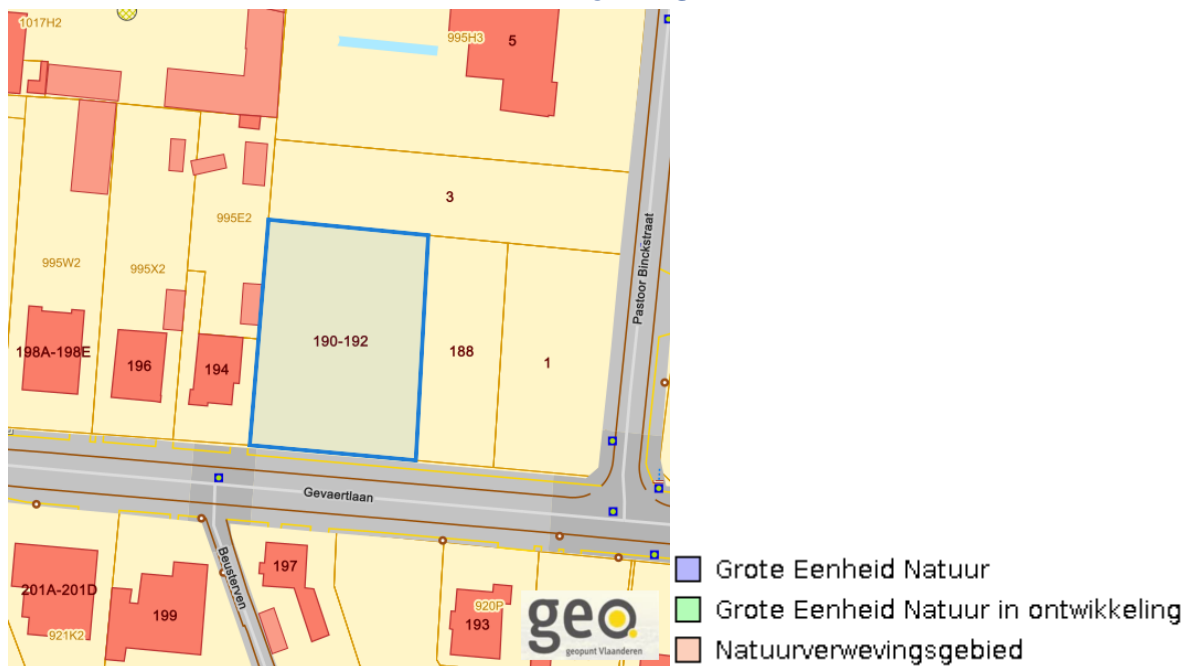 1017H2
995H3
5
3
995E2
995W2
995X2
Pastoor Binckstraat
190-192
188
1
198A-198E
196
194
Gevaertlaan
Beusterven
197
201A-201D
199
921K2
920P
193
geo.
geopunt Vlaanderen
Grote Eenheid Natuur
Grote Eenheid Natuur in ontwikkeling
Natuurverwevingsgebied